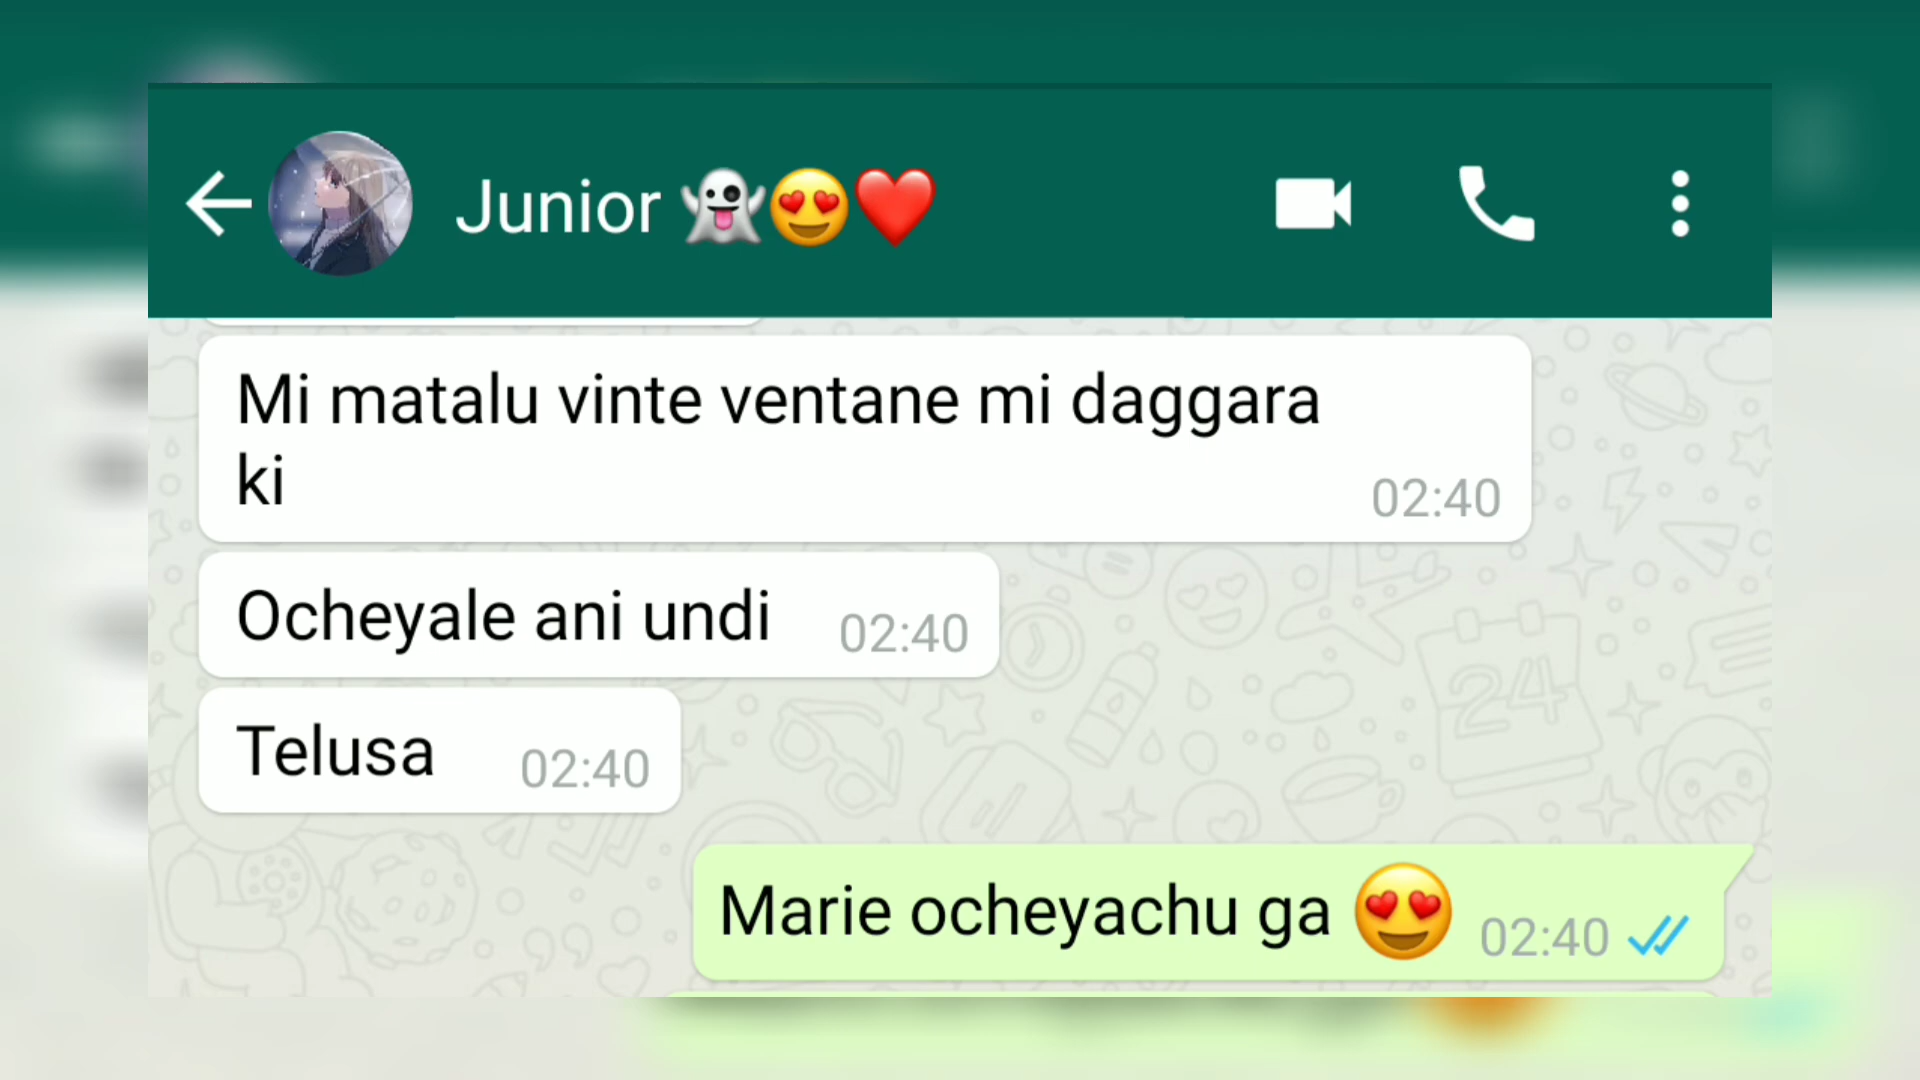 Junior 👻😍❤️
Mi matalu vinte ventane mi daggara
ki
02:40
Ocheyale ani undi 02:40
Telusa 02:40
Marie ocheyachu ga 😍 02:40